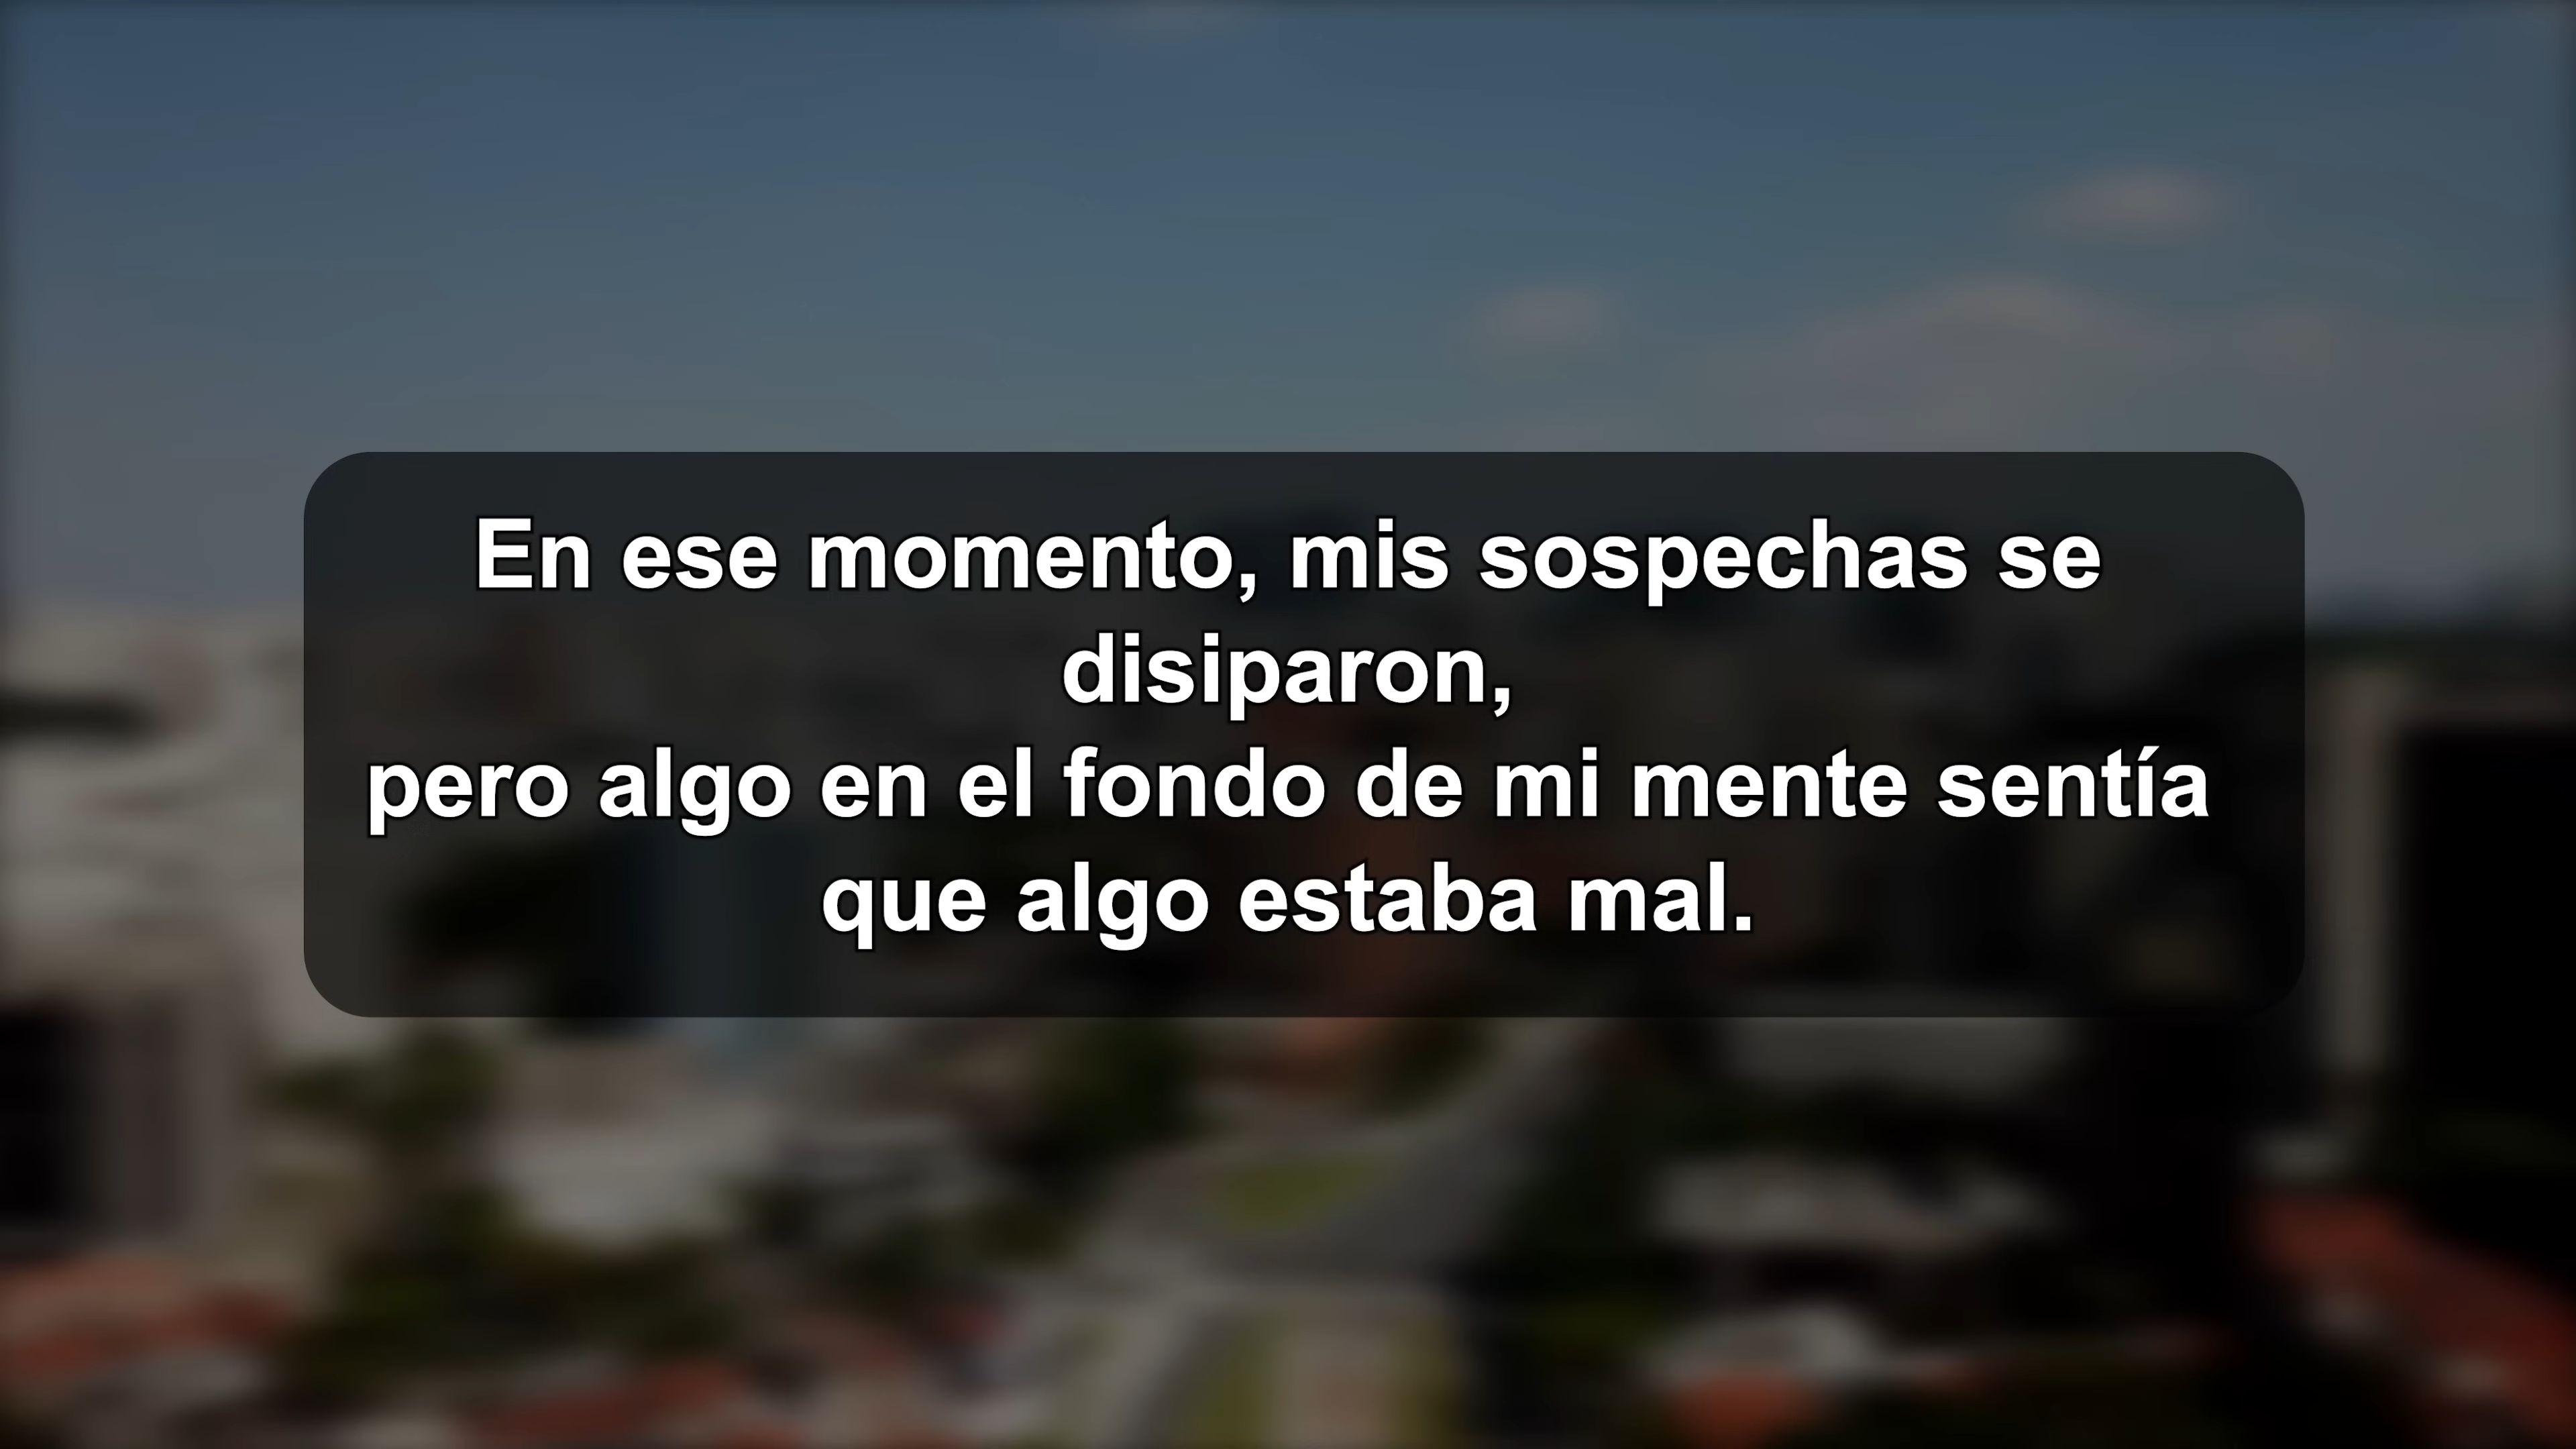 En ese momento, mis sospechas se
disiparon,
pero algo en el fondo de mi mente sentía
que algo estaba mal.